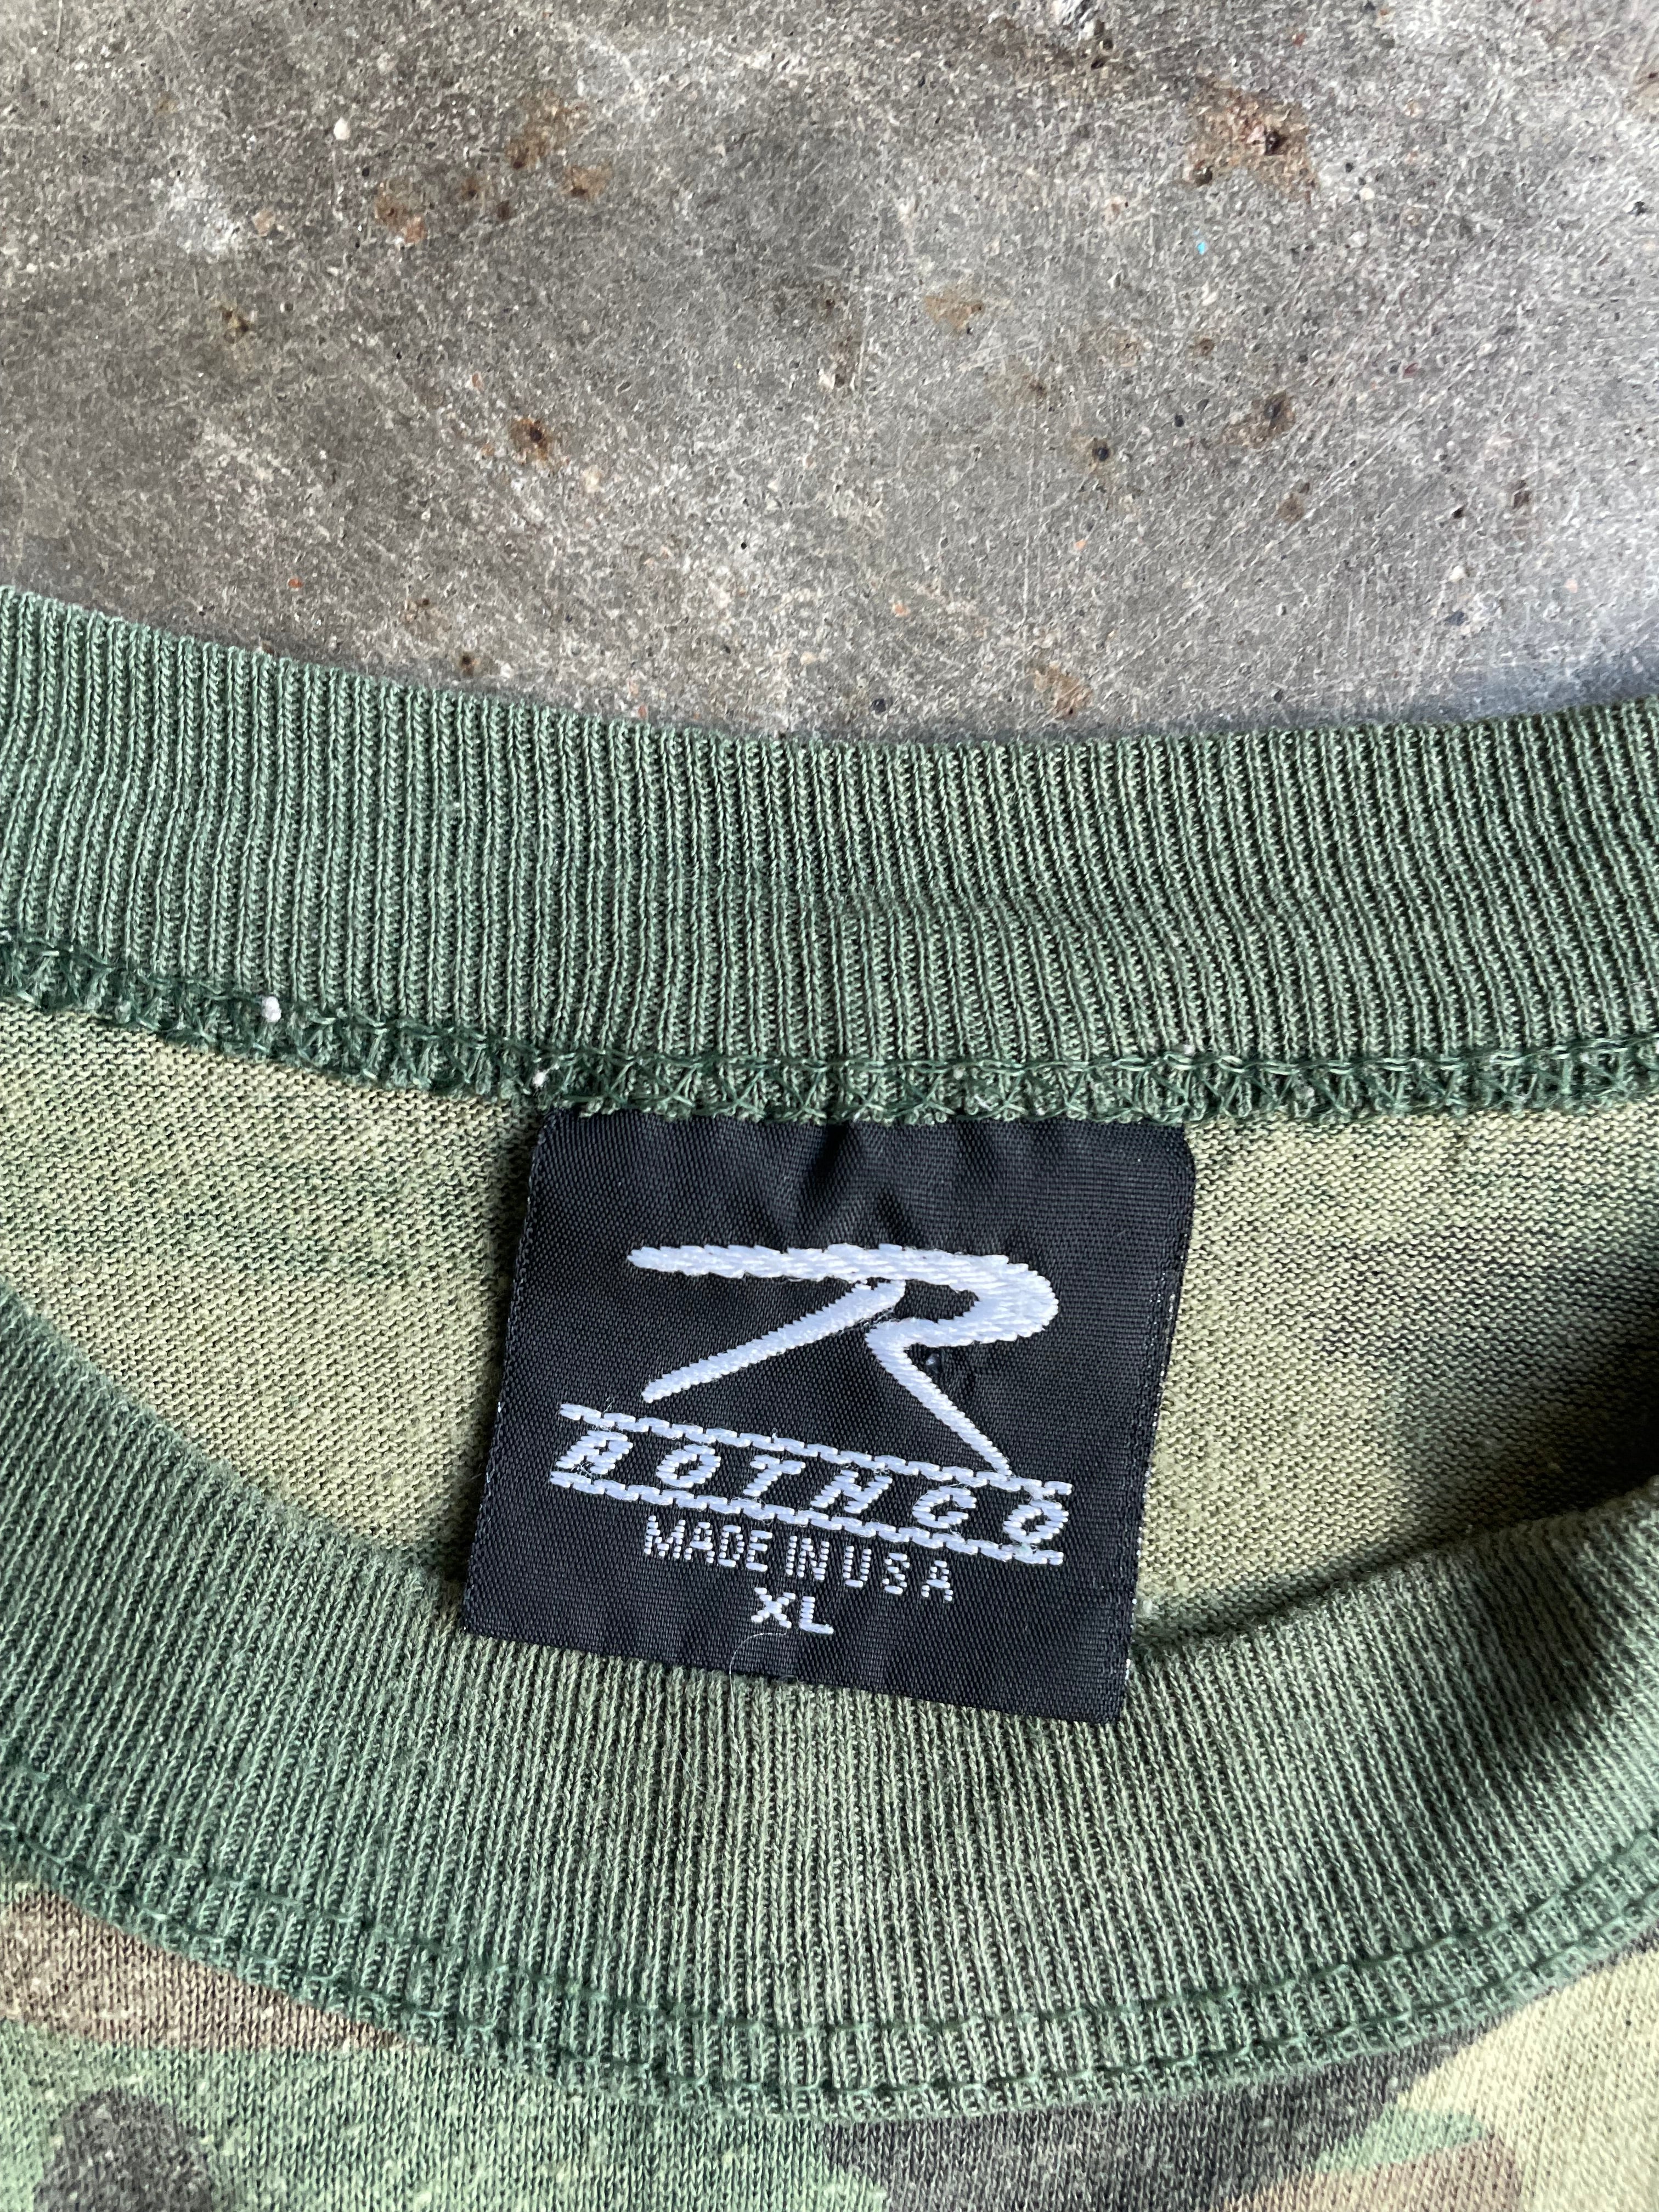 R
ROTHCO
MADE IN USA
XL